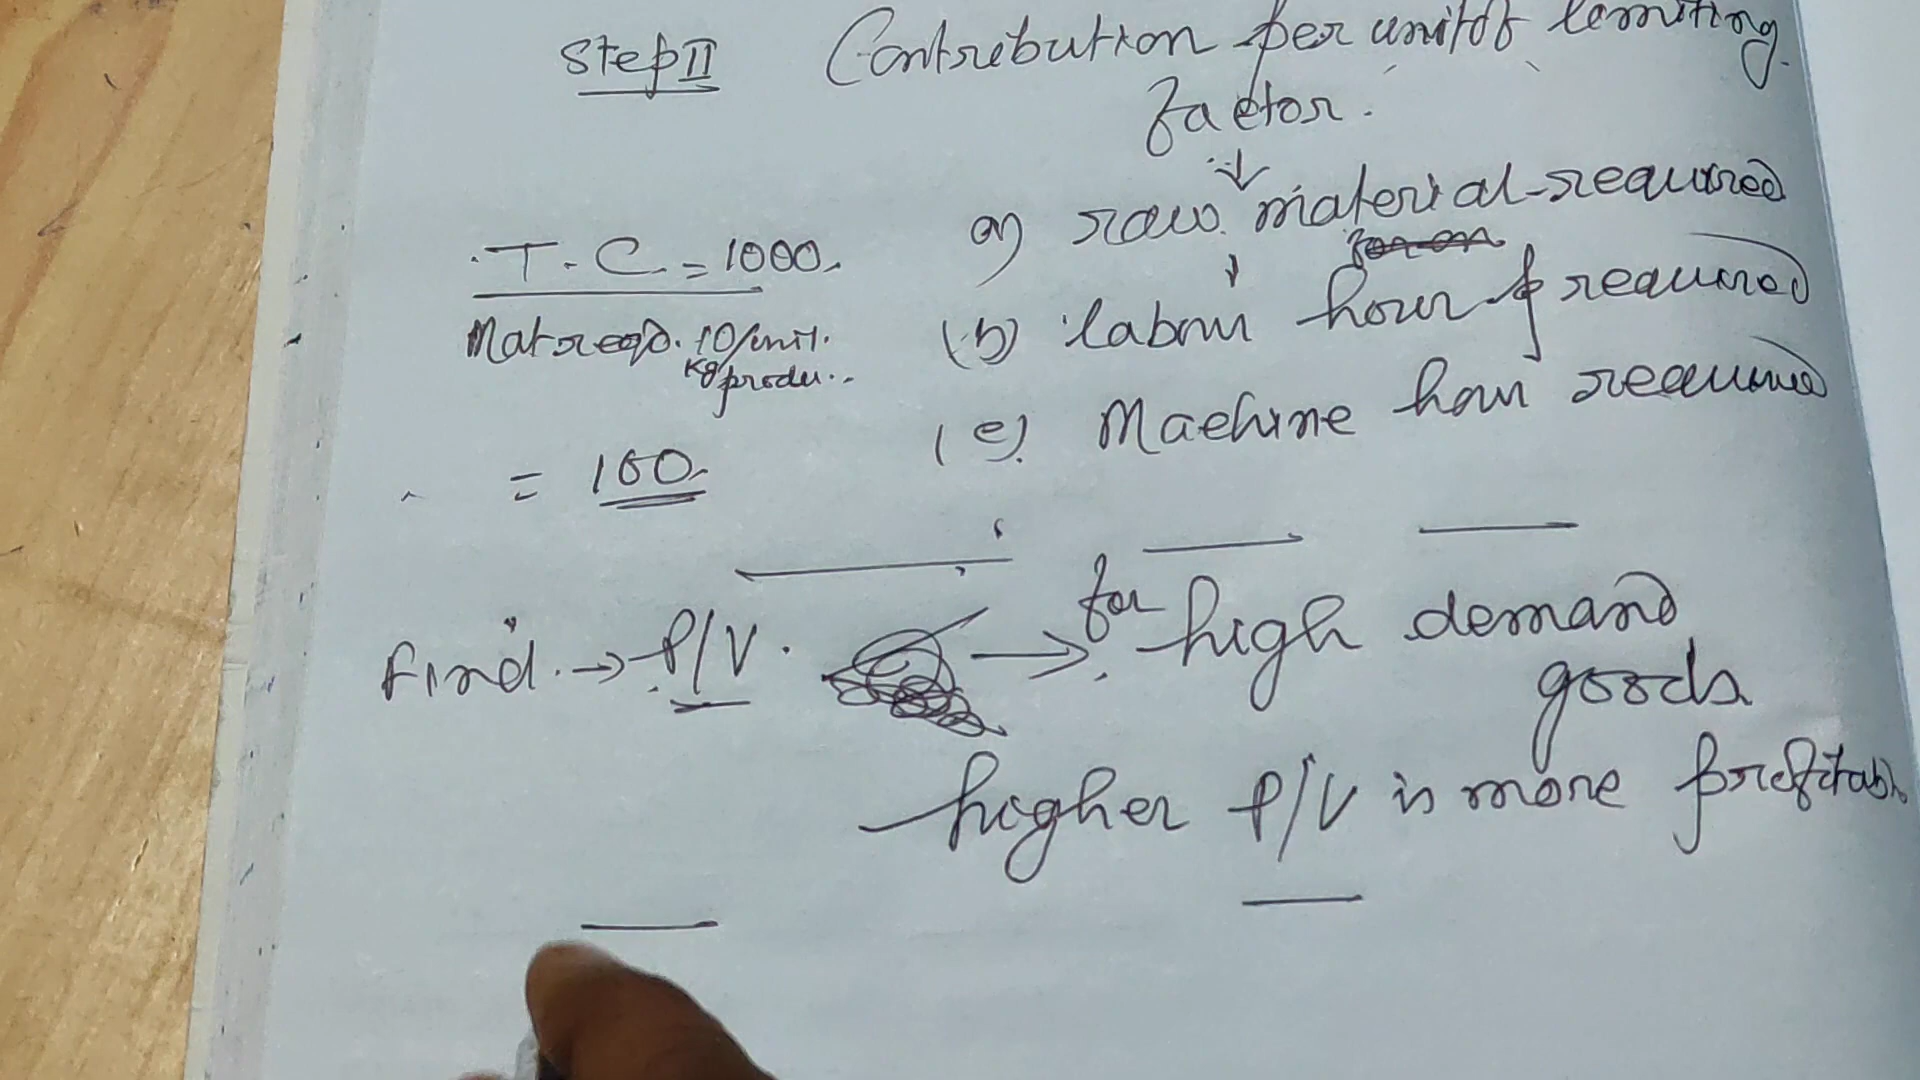 Step II Contribution per unit of limiting
factor.
a) raw material required
T.C. = 1000
Mat reqd. 10/unit.
kg produ..
(b) labour hour required
(c) Machine hour required
= 100
Find → P/V. → for high demand
goods
higher P/V is more profitabl